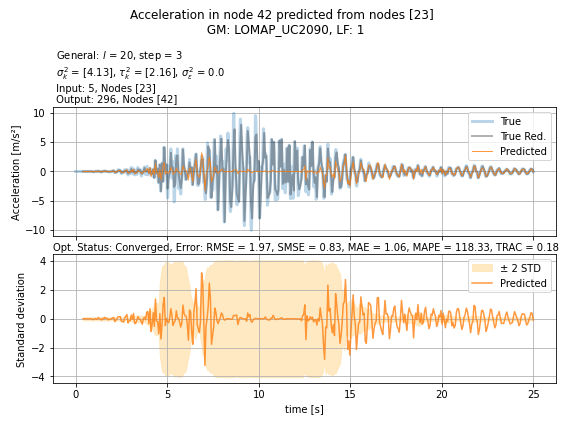 Acceleration in node 42 predicted from nodes [23]
GM: LOMAP_UC2090, LF: 1
General: l = 20, step = 3
σ²ₖ = [4.13], τ²ₖ = [2.16], σ²ε = 0.0
Input: 5, Nodes [23]
Output: 296, Nodes [42]
10
5
0
−5
−10
Acceleration [m/s²]
True
True Red.
Predicted
Opt. Status: Converged, Error: RMSE = 1.97, SMSE = 0.83, MAE = 1.06, MAPE = 118.33, TRAC = 0.18
4
2
0
−2
−4
Standard deviation
± 2 STD
Predicted
0 5 10 15 20 25
time [s]